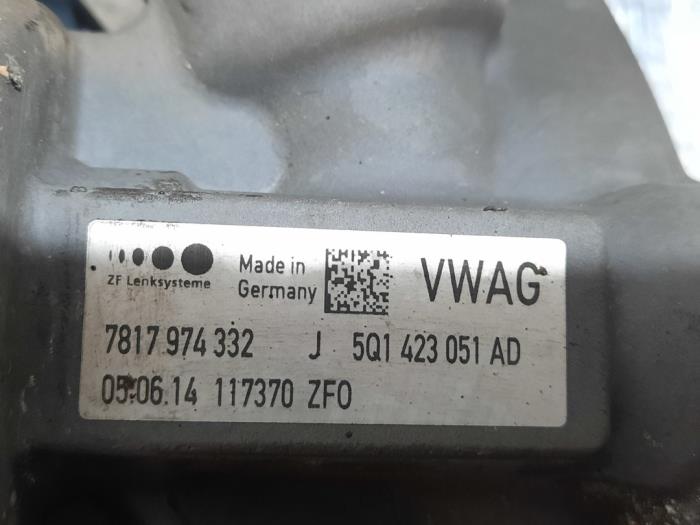 ZF Lenksysteme
Made in
Germany
VWAG
7817 974 332 J 5Q1 423 051 AD
05.06.14 117370 ZFO